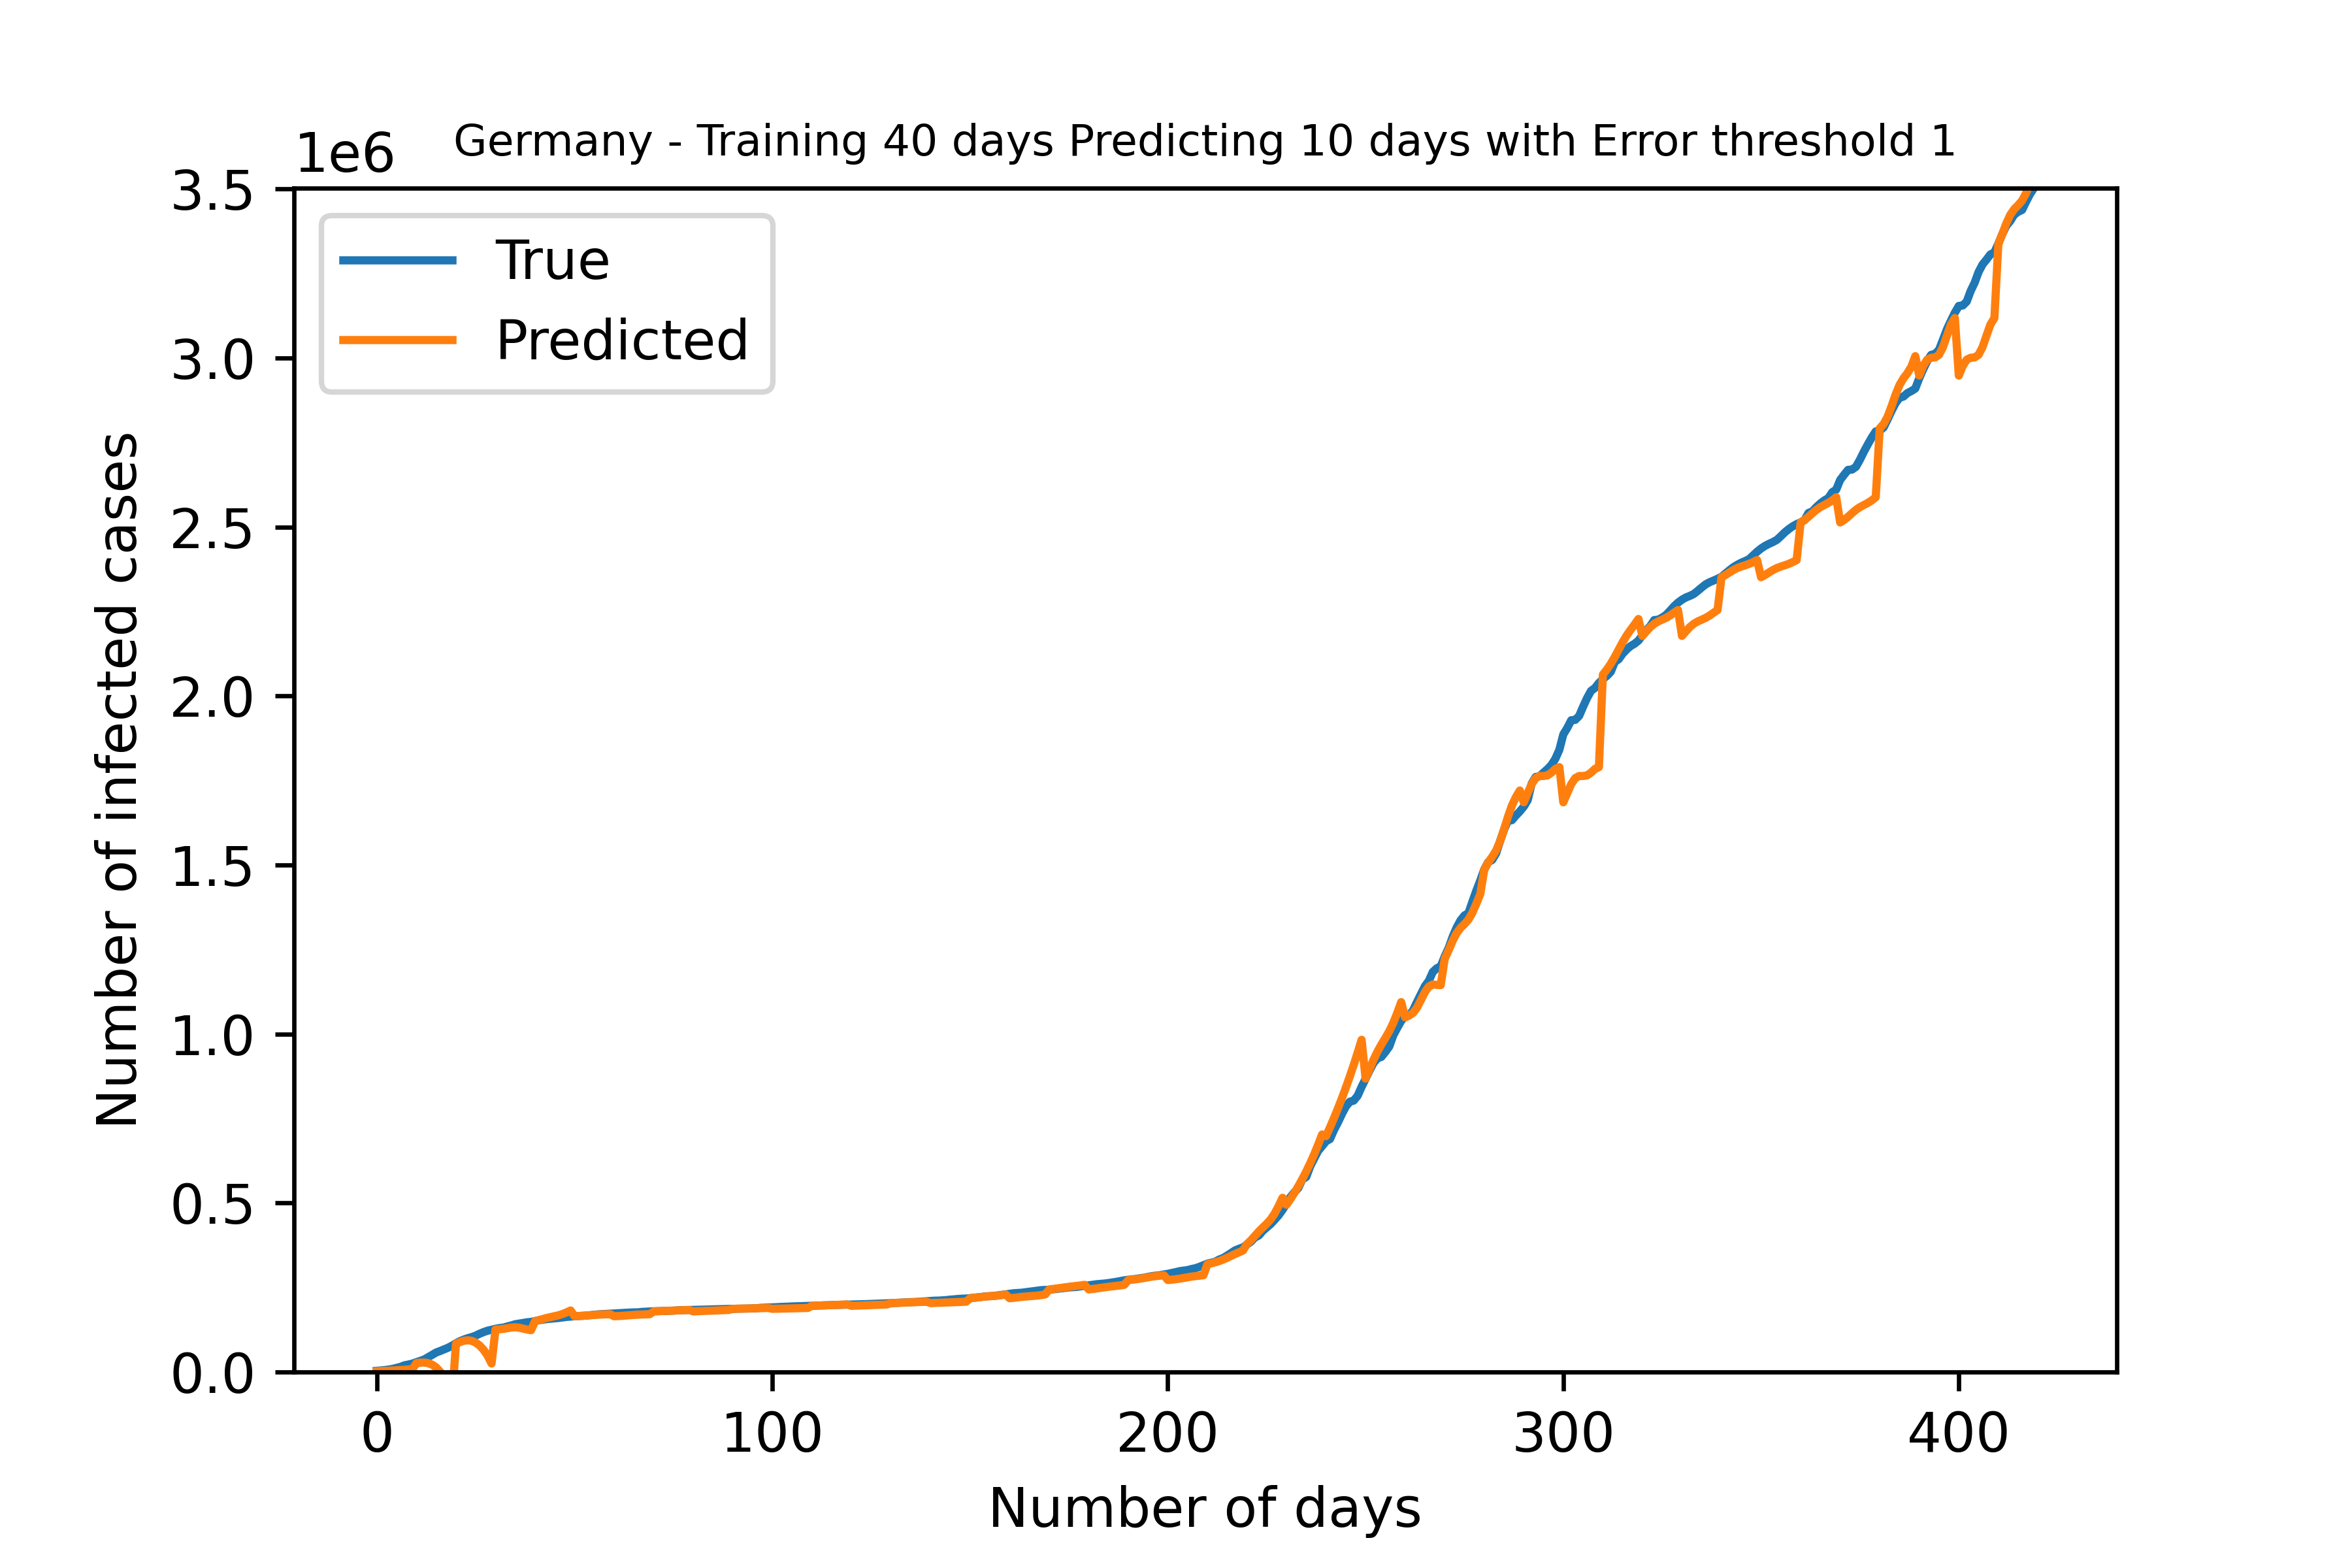 Germany - Training 40 days Predicting 10 days with Error threshold 1
1e6
3.5
3.0
2.5
2.0
1.5
1.0
0.5
0.0
True
Predicted
Number of infected cases
0 100 200 300 400
Number of days